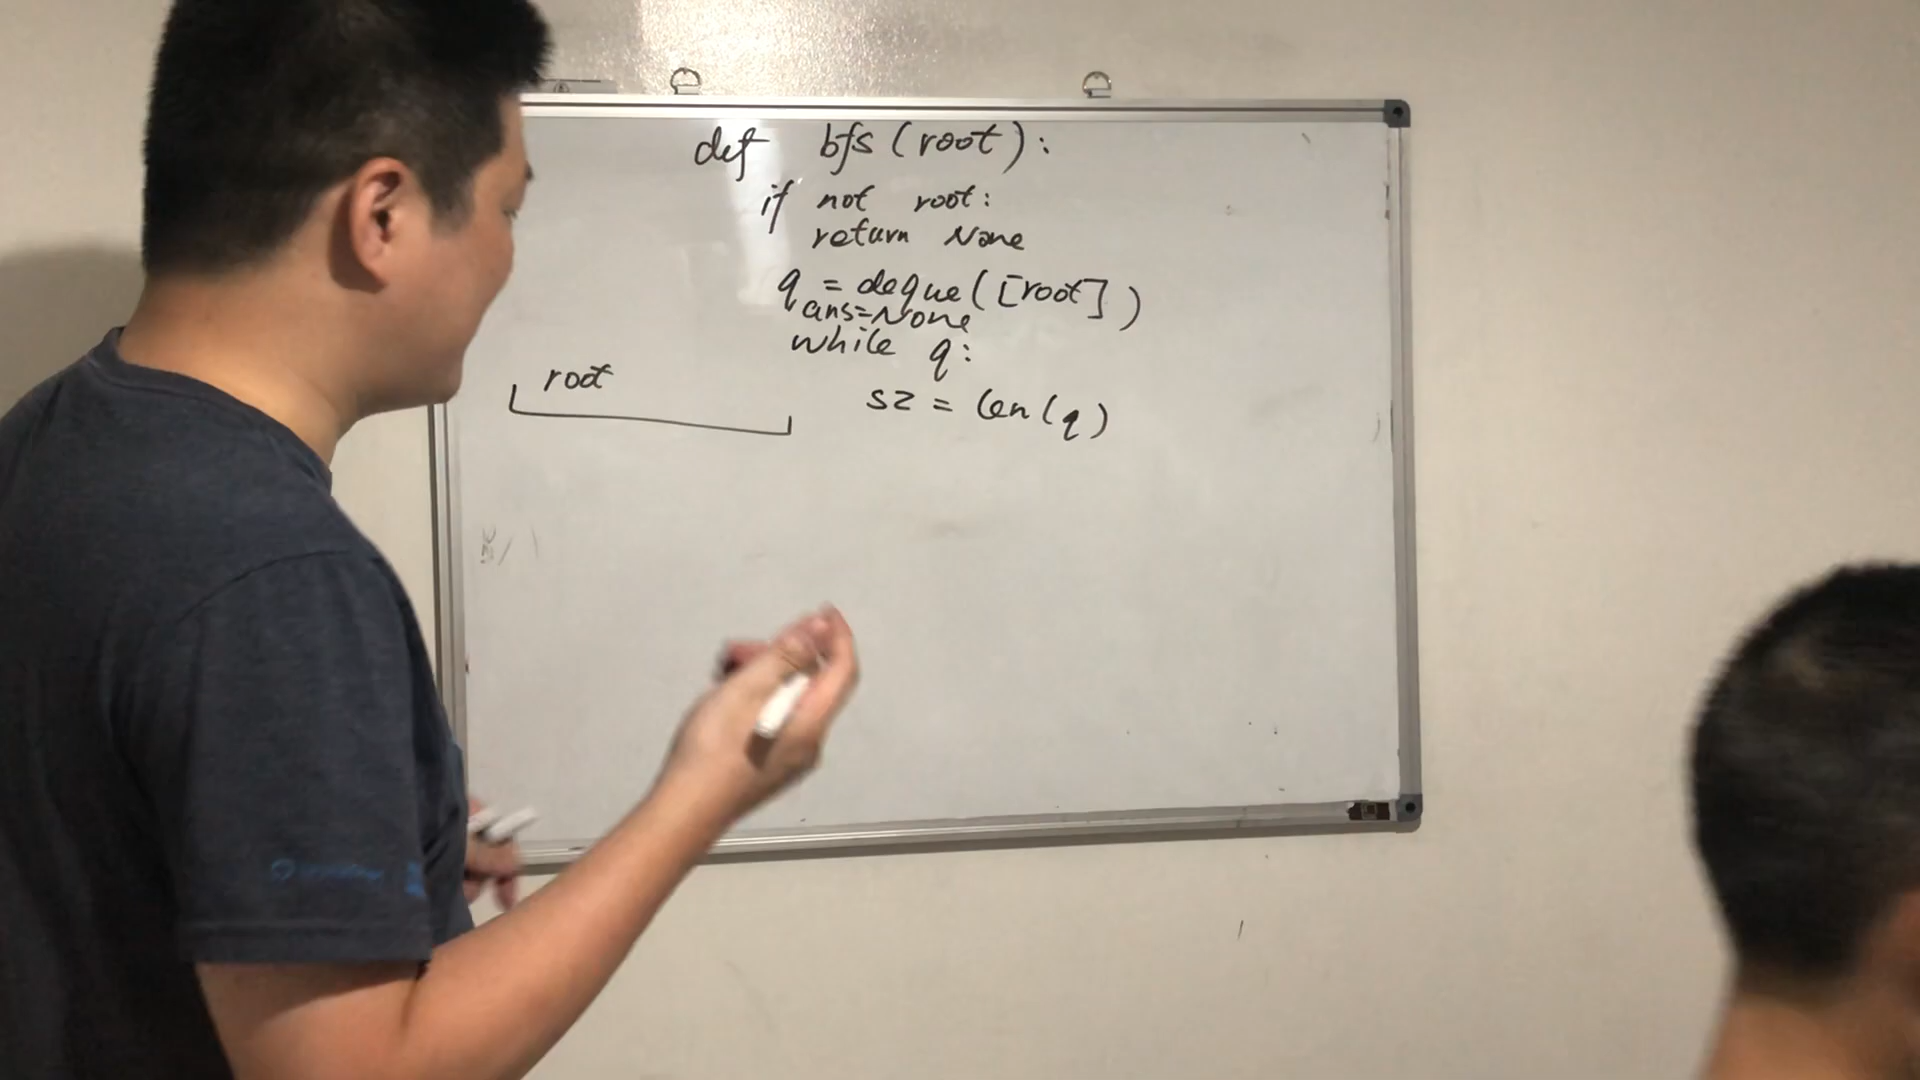 def bfs(root):
if not root:
return None
q = deque([root])
ans=None
while q:
root
sz = len(q)